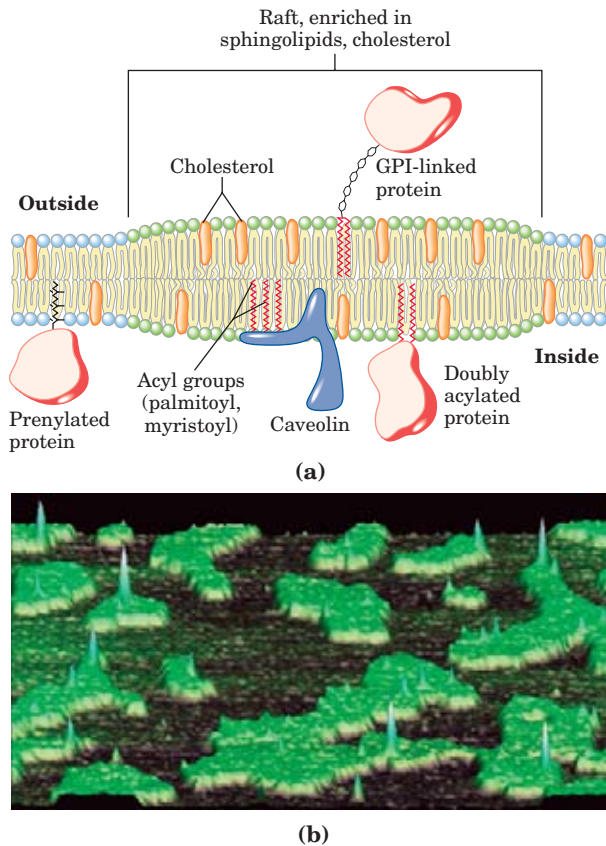 Raft, enriched in
sphingolipids, cholesterol
Cholesterol
GPI-linked
protein
Outside
Inside
Prenylated
protein
Acyl groups
(palmitoyl,
myristoyl)
Caveolin
Doubly
acylated
protein
(a)
(b)